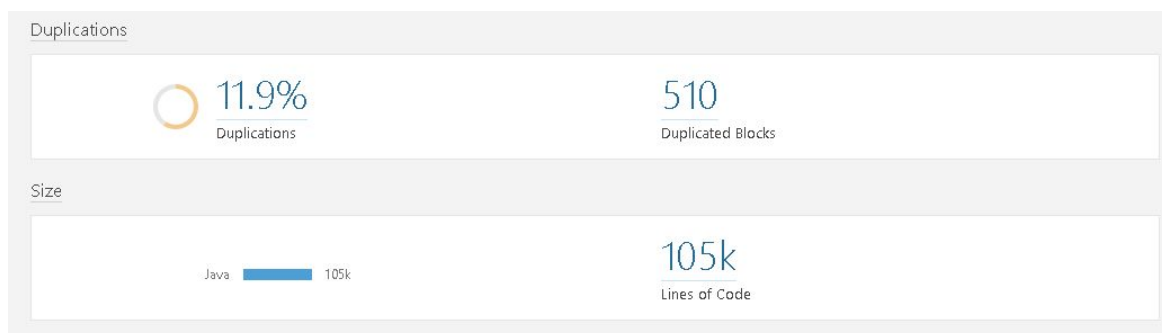 Duplications
11.9%
Duplications
510
Duplicated Blocks
Size
Java 105k
105k
Lines of Code